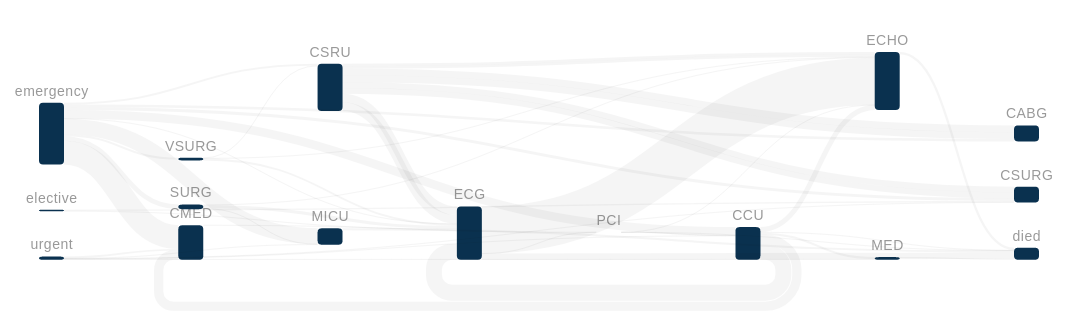 emergency
elective
urgent
VSURG
SURG
CMED
CSRU
MICU
ECG
PCI
CCU
ECHO
MED
CABG
CSURG
died